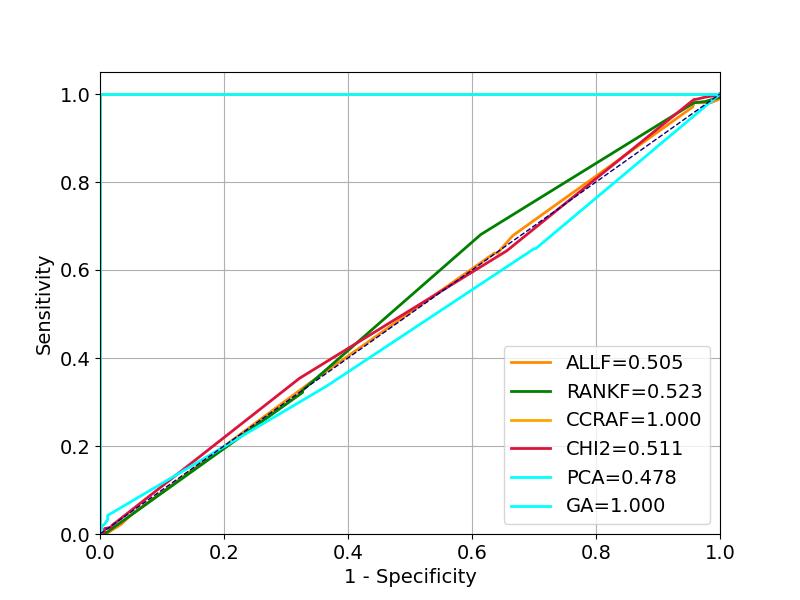 1.0
0.8
0.6
0.4
0.2
0.0
Sensitivity
ALLF=0.505
RANKF=0.523
CCRAF=1.000
CHI2=0.511
PCA=0.478
GA=1.000
0.0 0.2 0.4 0.6 0.8 1.0
1 - Specificity